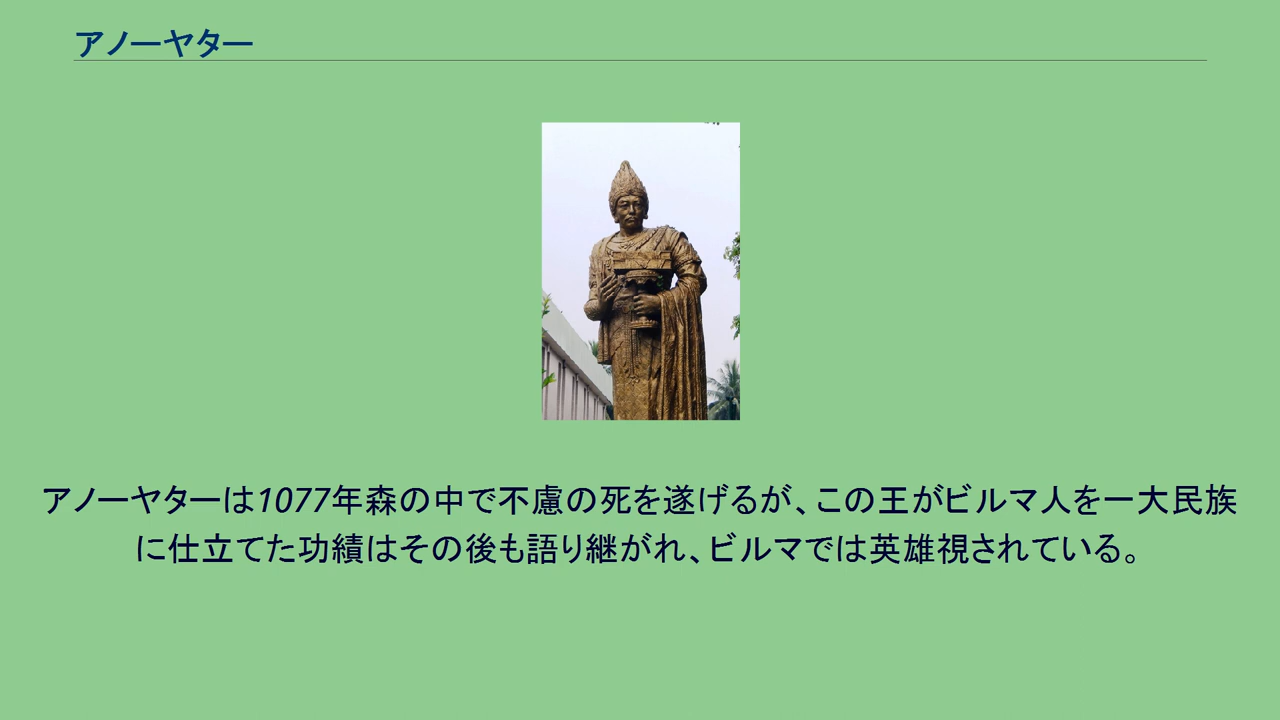 アノーヤター
アノーヤターは1077年森の中で不慮の死を遂げるが、この王がビルマ人を一大民族
に仕立てた功績はその後も語り継がれ、ビルマでは英雄視されている。